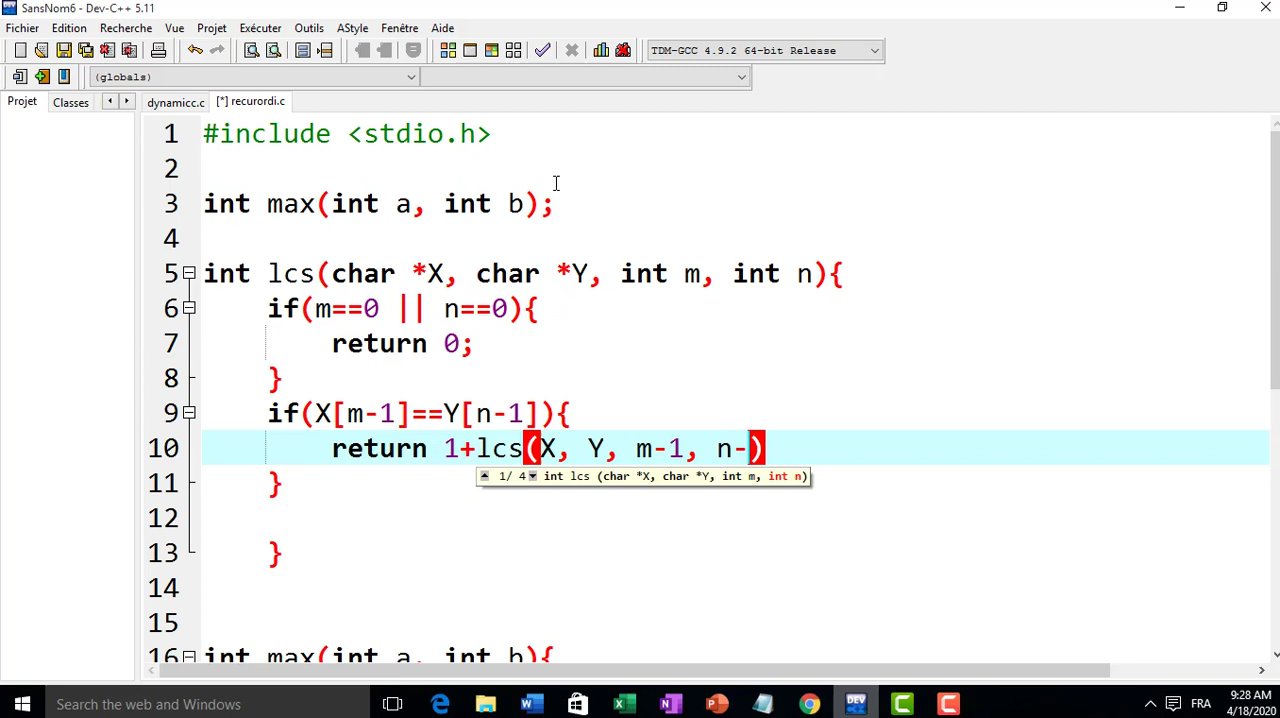 SansNom6 - Dev-C++ 5.11
Fichier Edition Recherche Vue Projet Exécuter Outils AStyle Fenêtre Aide
TDM-GCC 4.9.2 64-bit Release
(globals)
Projet Classes dynamicc.c [*] recurordi.c
1 #include <stdio.h>
2
3 int max(int a, int b);
4
5 int lcs(char *X, char *Y, int m, int n){
6 if(m==0 || n==0){
7 return 0;
8 }
9 if(X[m-1]==Y[n-1]){
10 return 1+lcs(X, Y, m-1, n-)
1/ 4 int lcs (char *X, char *Y, int m, int n)
11 }
12
13 }
14
15
16 int max(int a, int b){
Search the web and Windows
FRA
9:28 AM
4/18/2020